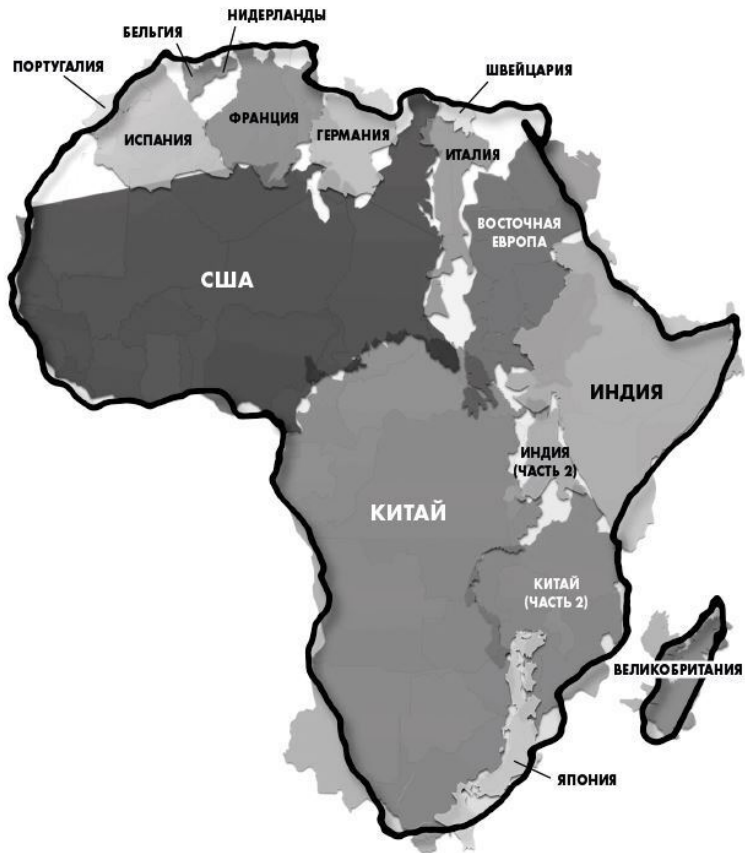 НИДЕРЛАНДЫ
БЕЛЬГИЯ
ПОРТУГАЛИЯ
ШВЕЙЦАРИЯ
ИСПАНИЯ
ФРАНЦИЯ
ГЕРМАНИЯ
ИТАЛИЯ
ВОСТОЧНАЯ
ЕВРОПА
США
ИНДИЯ
ИНДИЯ
(ЧАСТЬ 2)
КИТАЙ
КИТАЙ
(ЧАСТЬ 2)
ВЕЛИКОБРИТАНИЯ
ЯПОНИЯ